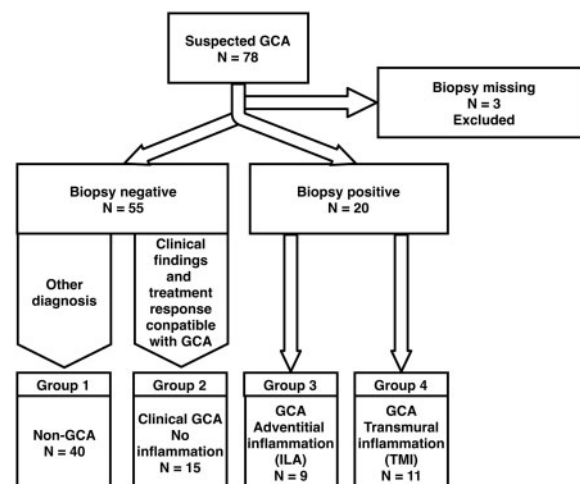 Suspected GCA
N = 78
Biopsy missing
N = 3
Excluded
Biopsy negative
N = 55
Biopsy positive
N = 20
Other
diagnosis
Clinical
findings
and
treatment
response
conpatible
with GCA
Group 1
Non-GCA
N = 40
Group 2
Clinical GCA
No
inflammation
N = 15
Group 3
GCA
Adventitial
inflammation
(ILA)
N = 9
Group 4
GCA
Transmural
inflammation
(TMI)
N = 11